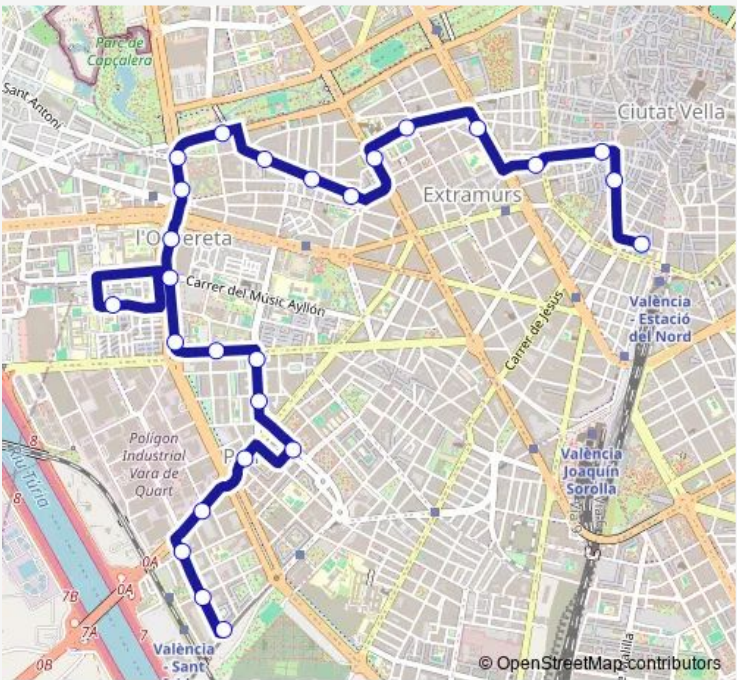 Parc de
Capçalera
Sant Antoni
Ciutat Vella
Extramurs
Carrer del Músic Ayllón
València
- Estació
del Nord
Carrer de Jesús
Polígon
Industrial
Vara de
Quart
València
Joaquín
Sorolla
Riu Túria
8
8
0A
0A
7B
7A
7
0B
València
- Sant
© OpenStreetMap contributors